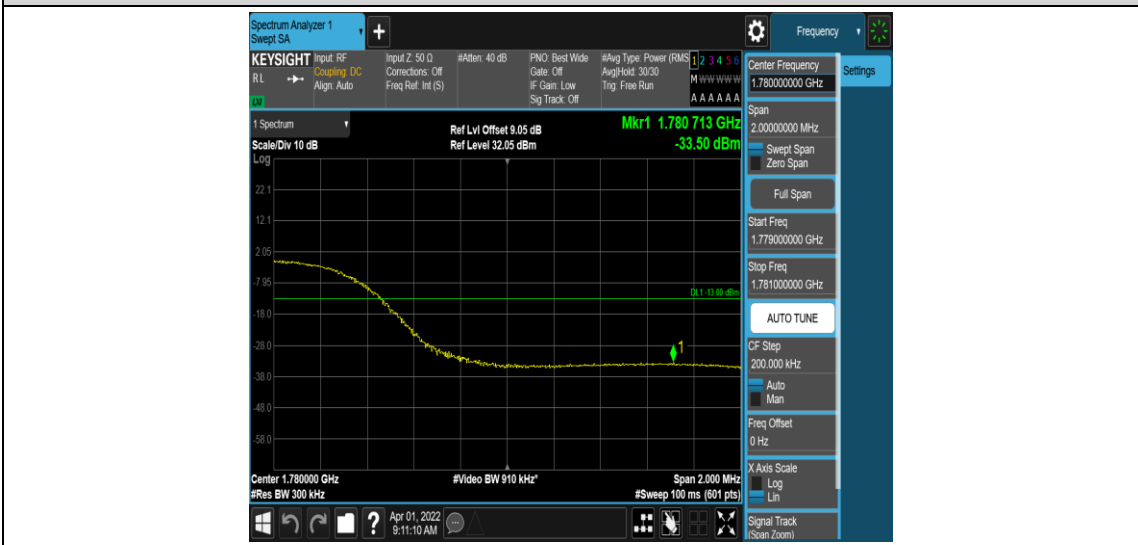 Spectrum Analyzer 1
Swept SA
+
Frequency
KEYSIGHT
RL
LXI
Input: RF
Coupling: DC
Align: Auto
Input Z: 50 Ω
Corrections: Off
Freq Ref: Int (S)
#Atten: 40 dB
PNO: Best Wide
Gate: Off
IF Gain: Low
Sig Track: Off
#Avg Type: Power (RMS
Avg|Hold: 30/30
Trig: Free Run
1 2 3 4 5 6
M W W W W W
A A A A A A
1 Spectrum
Scale/Div 10 dB
Log
Ref Lvl Offset 9.05 dB
Ref Level 32.05 dBm
Mkr1 1.780 713 GHz
-33.50 dBm
22.1
12.1
2.05
-7.95
-18.0
-28.0
-38.0
-48.0
-58.0
DL1 -13.00 dBm
1
Center 1.780000 GHz
#Res BW 300 kHz
#Video BW 910 kHz*
Span 2.000 MHz
#Sweep 100 ms (601 pts)
Center Frequency
1.780000000 GHz
Settings
Span
2.00000000 MHz
Swept Span
Zero Span
Full Span
Start Freq
1.779000000 GHz
Stop Freq
1.781000000 GHz
AUTO TUNE
CF Step
200.000 kHz
Auto
Man
Freq Offset
0 Hz
X Axis Scale
Log
Lin
Signal Track
(Span Zoom)
?
Apr 01, 2022
9:11:10 AM